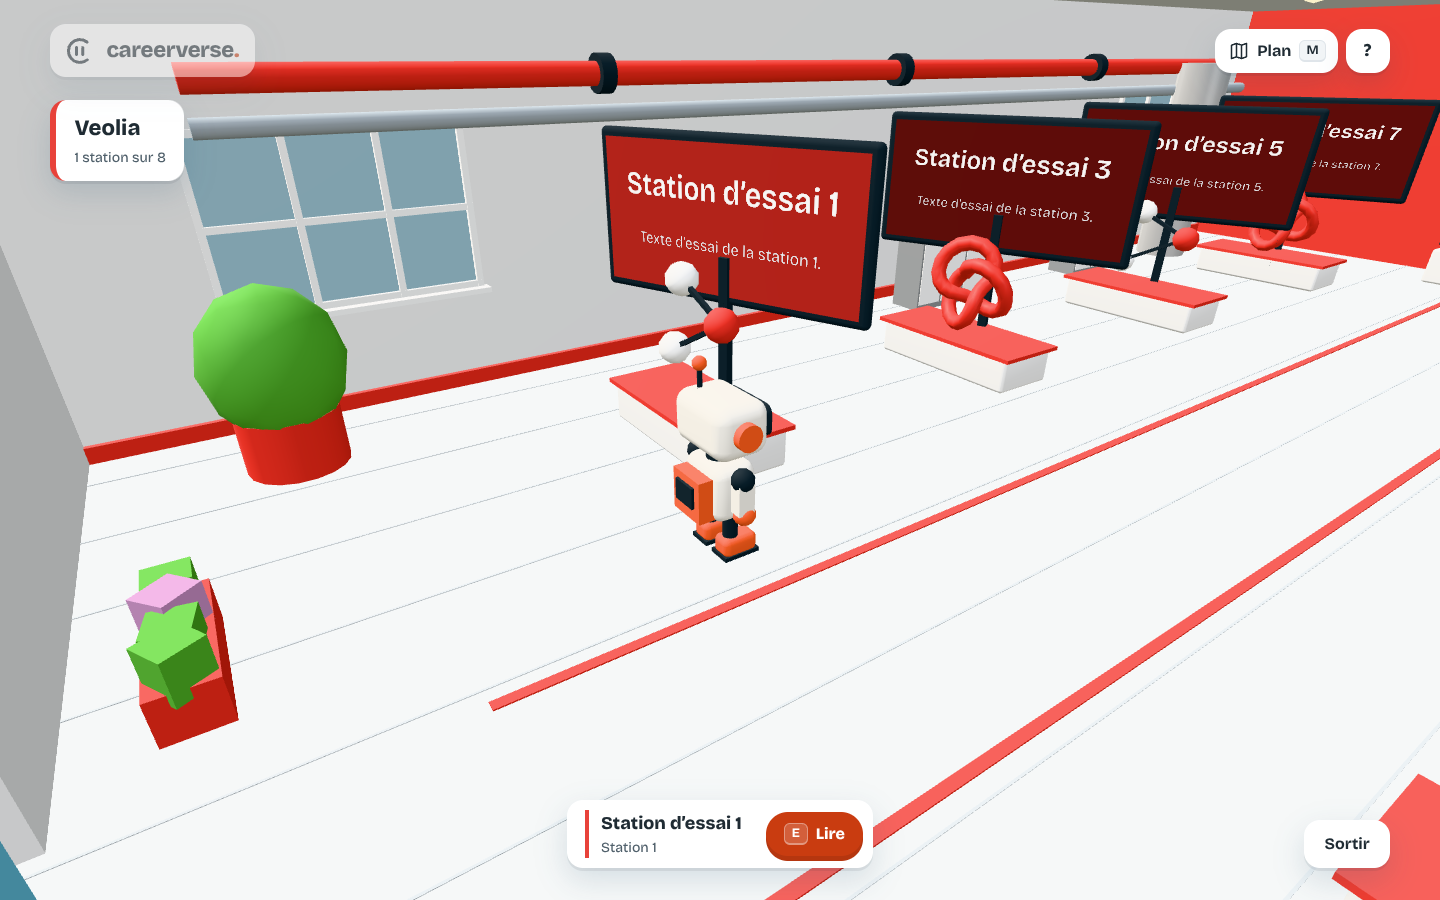 careerverse.
Plan M
?
Veolia
1 station sur 8
Station d'essai 1
Texte d'essai de la station 1.
Station d'essai 3
Texte d'essai de la station 3.
on d'essai 5
ssai de la station 5.
d'essai 7
e la station 7.
Station d'essai 1
Station 1
E Lire
Sortir